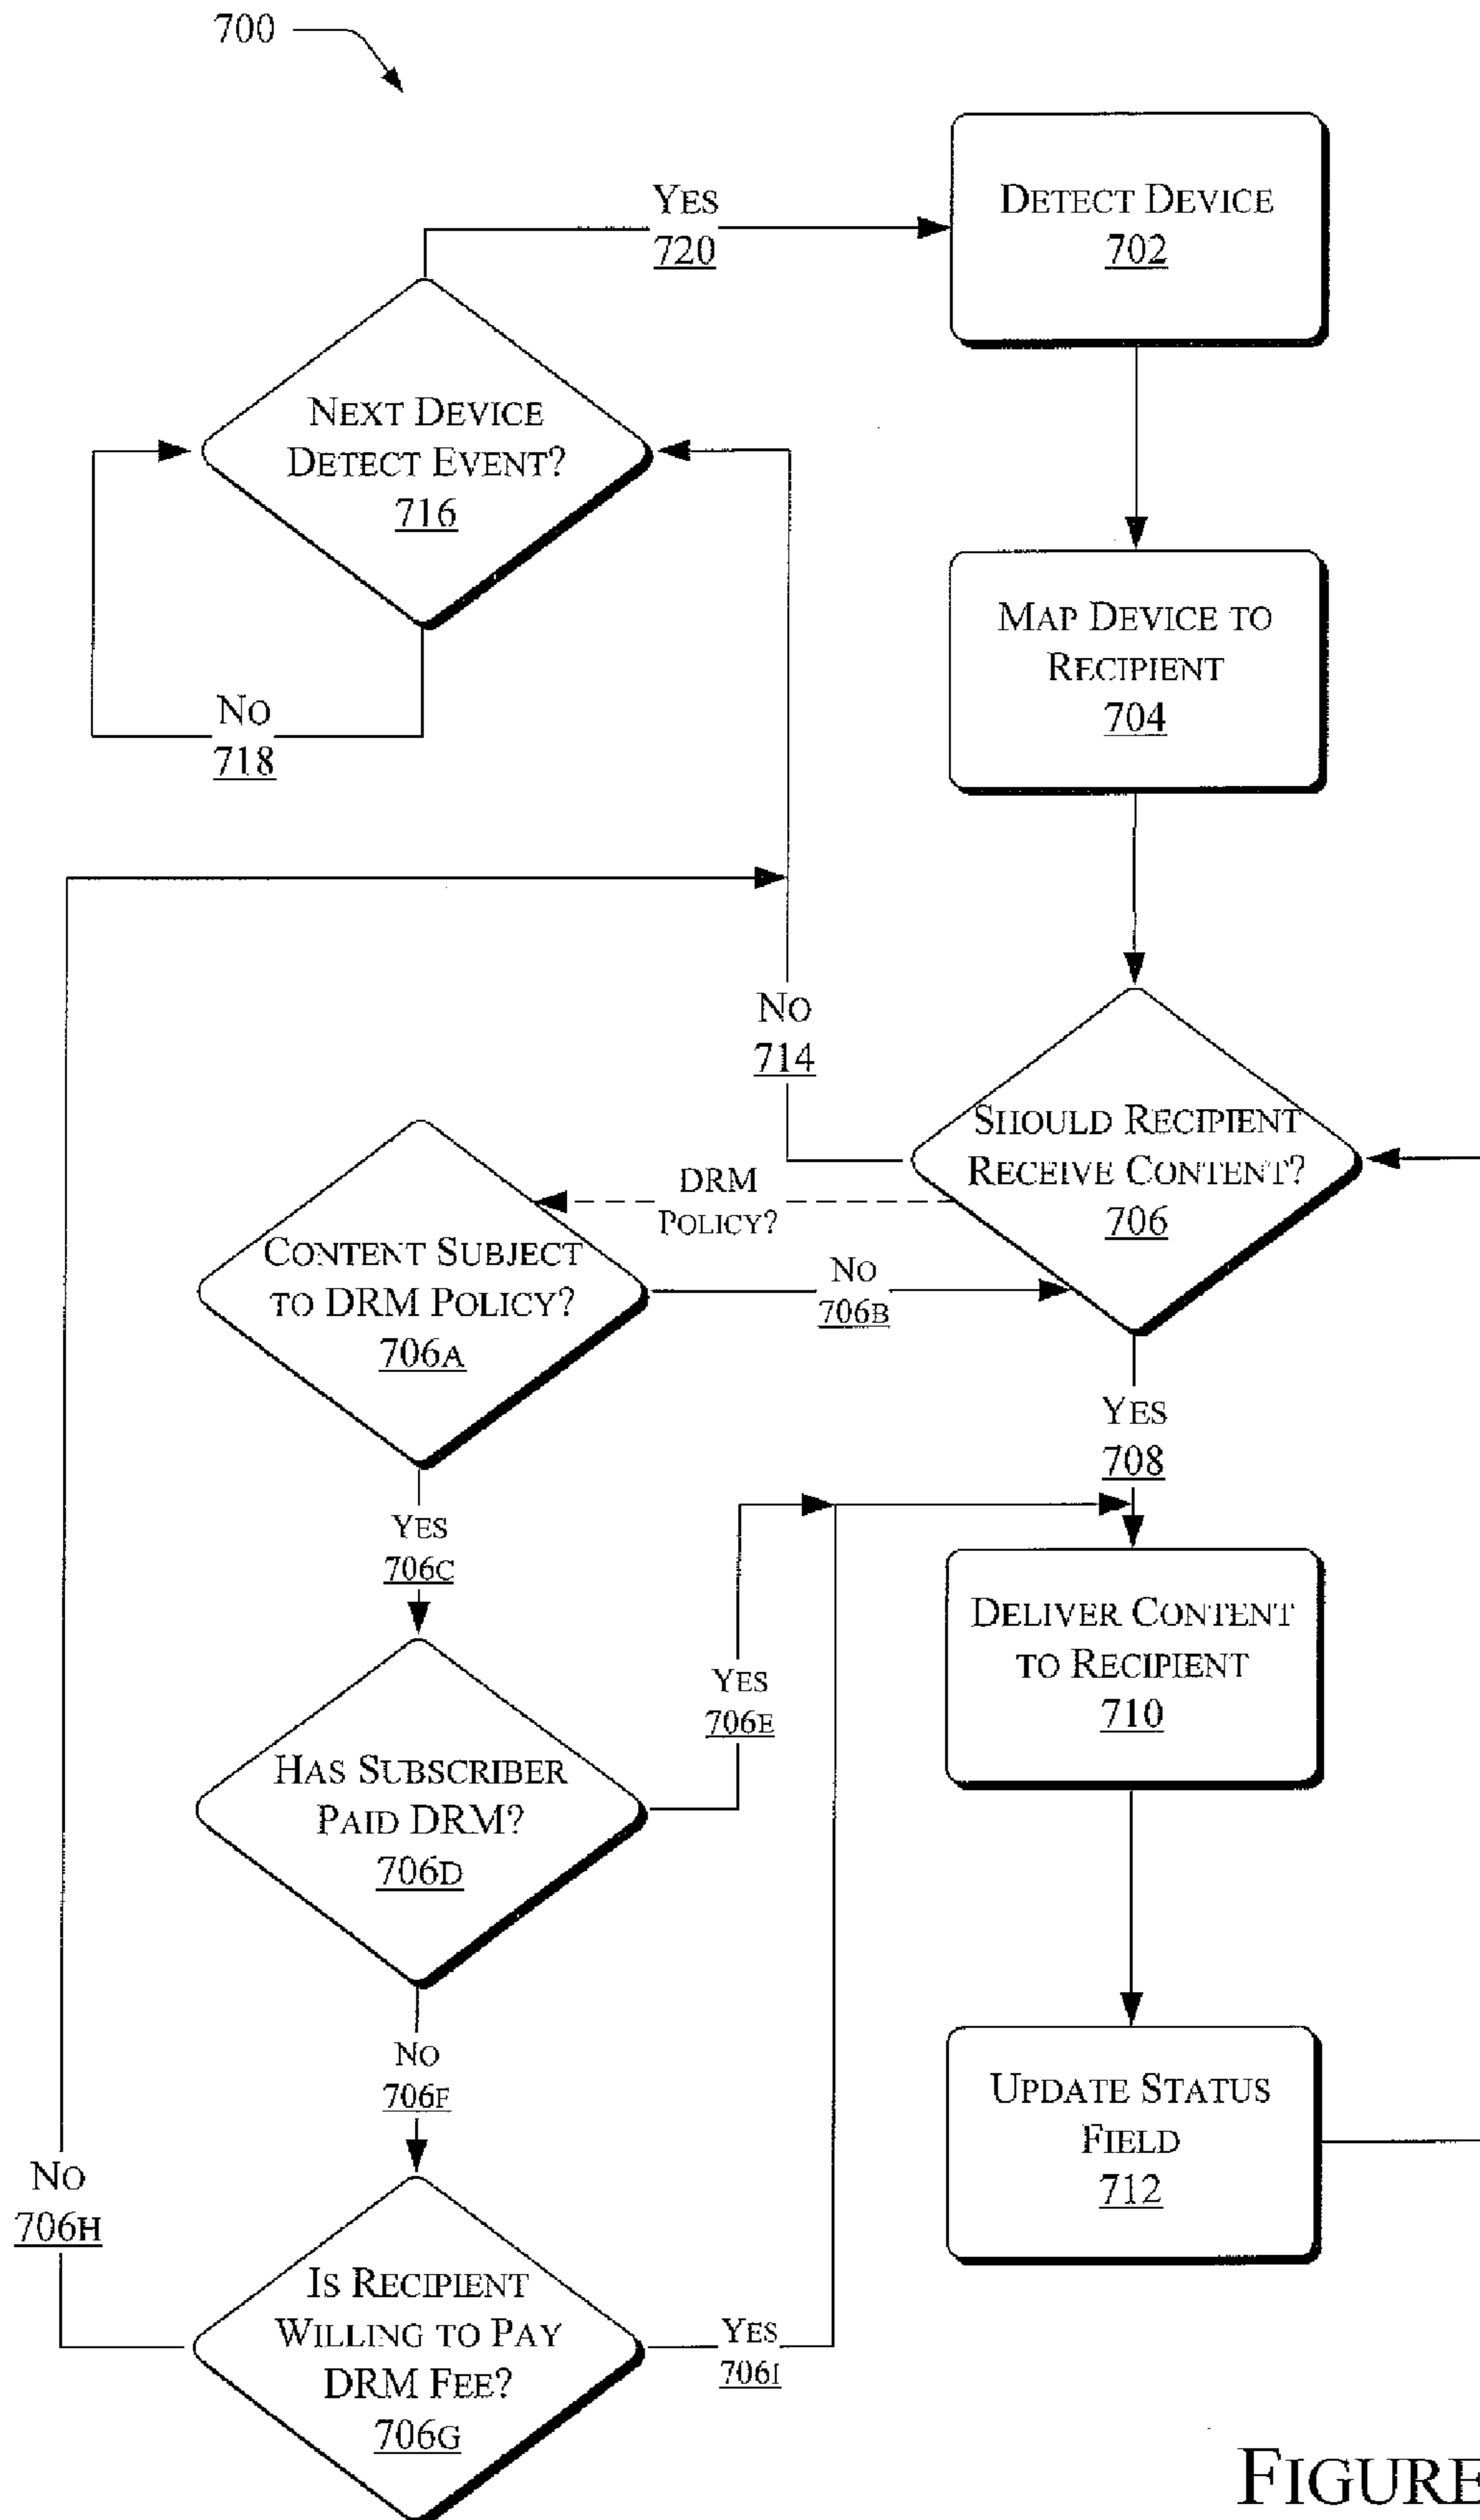 700
YES
720
DETECT DEVICE
702
NEXT DEVICE
DETECT EVENT?
716
NO
718
MAP DEVICE TO
RECIPIENT
704
NO
714
SHOULD RECIPIENT
RECEIVE CONTENT?
706
DRM
POLICY?
CONTENT SUBJECT
TO DRM POLICY?
706A
NO
706B
YES
708
YES
706C
DELIVER CONTENT
TO RECIPIENT
710
YES
706E
HAS SUBSCRIBER
PAID DRM?
706D
NO
706F
UPDATE STATUS
FIELD
712
NO
706H
IS RECIPIENT
WILLING TO PAY
DRM FEE?
706G
YES
706I
FIGURE